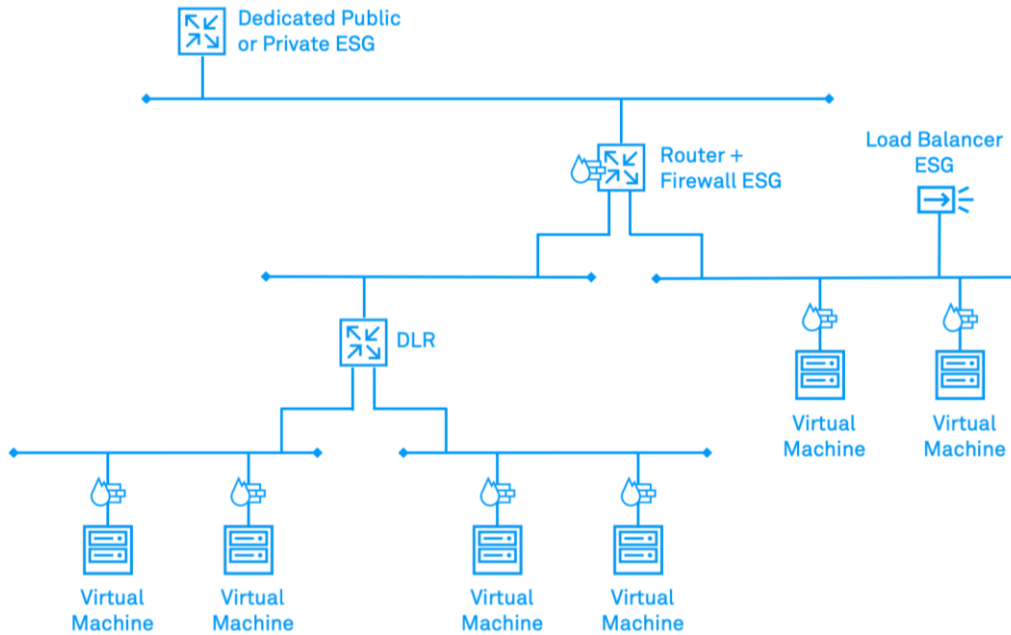 Dedicated Public
or Private ESG
Router +
Firewall ESG
Load Balancer
ESG
DLR
Virtual
Machine
Virtual
Machine
Virtual
Machine
Virtual
Machine
Virtual
Machine
Virtual
Machine